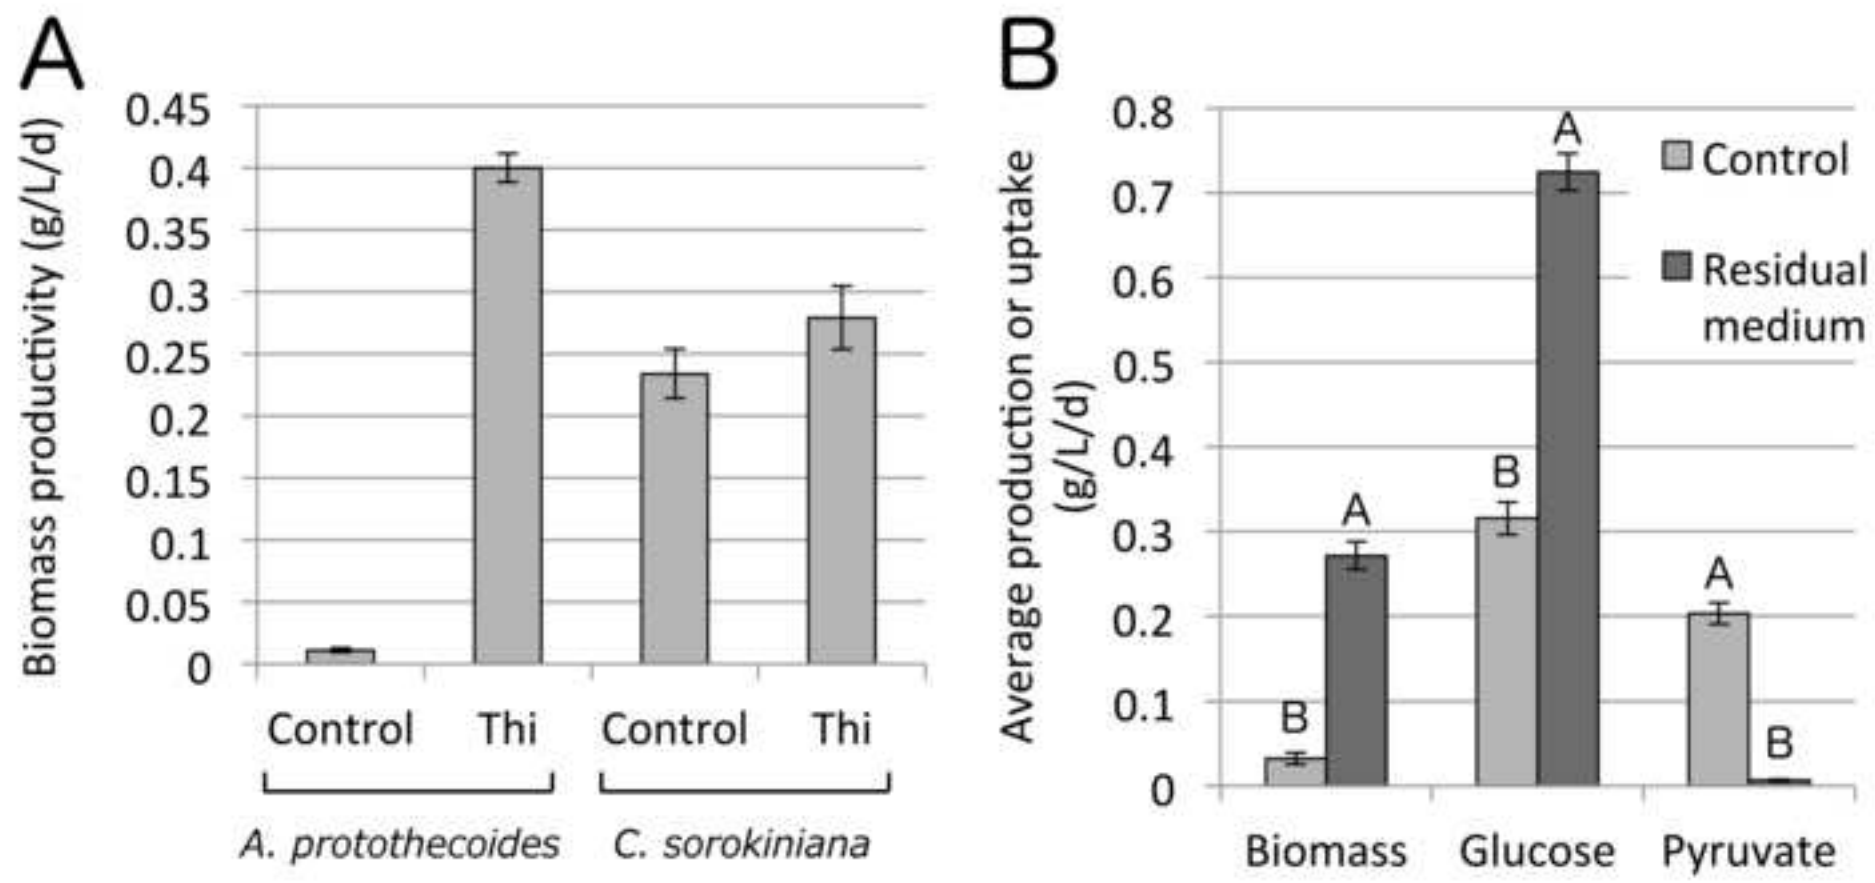 A
Biomass productivity (g/L/d)
0.45
0.4
0.35
0.3
0.25
0.2
0.15
0.1
0.05
0
Control Thi Control Thi
A. protothecoides C. sorokiniana
B
Average production or uptake
(g/L/d)
0.8
0.7
0.6
0.5
0.4
0.3
0.2
0.1
0
B
A
B
A
A
B
Biomass Glucose Pyruvate
Control
Residual
medium